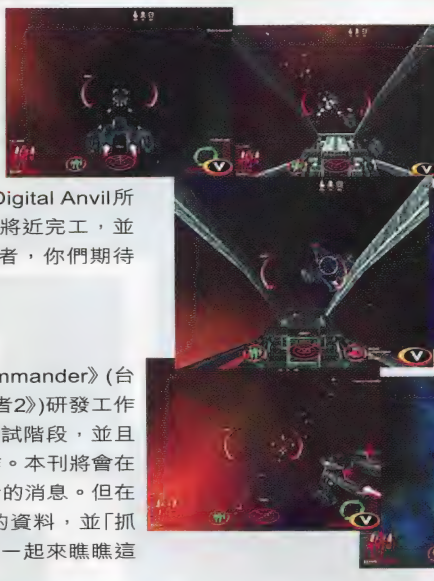 Digital Anvil所
將近完工，並
者，你們期待
mmander》(台
者2》)研發工作
試階段，並且
。本刊將會在
的消息。但在
的資料，並「抓
一起來瞧瞧這
V
V
V
V